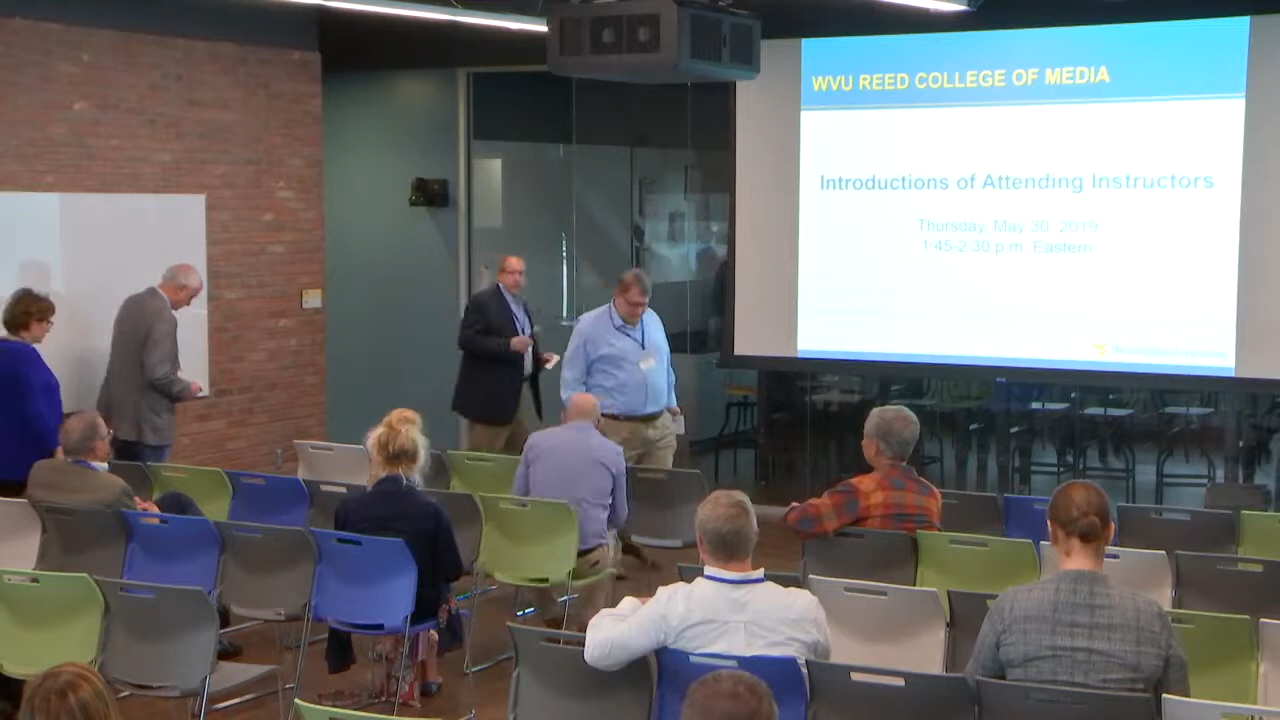 WVU REED COLLEGE OF MEDIA
Introductions of Attending Instructors
Thursday, May 30, 2019
1:45-2:30 p.m. Eastern